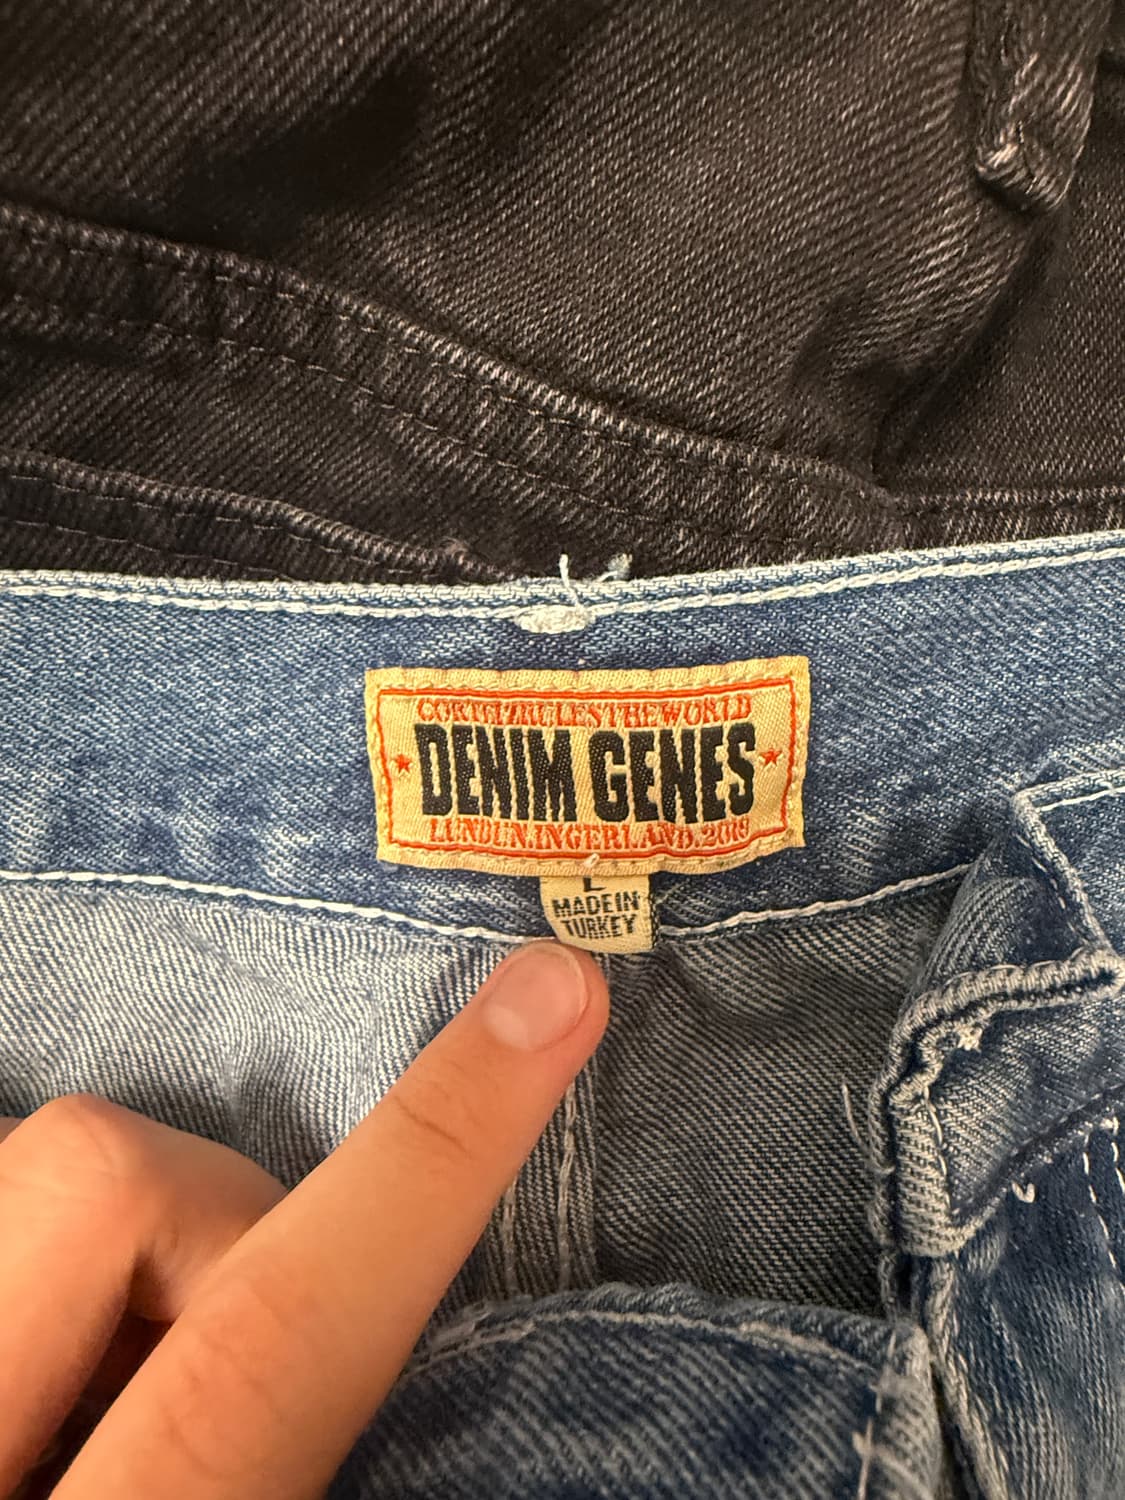 CORTEIZRULESTHEWORLD
DENIM GENES
LUNDUN.INGERLAND.2019
L
MADE IN
TURKEY